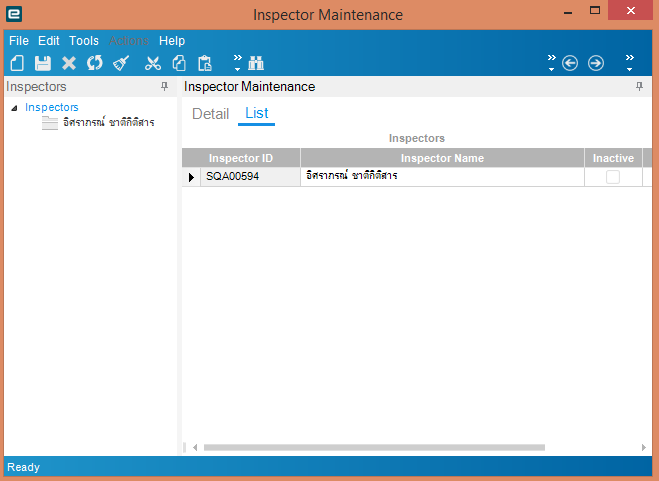 Inspector Maintenance
File Edit Tools Actions Help
Inspectors
Inspector Maintenance
Inspectors
อิศราภรณ์ ชาติกิติสาร
Detail List
Inspectors
Inspector ID Inspector Name Inactive
SQA00594 อิศราภรณ์ ชาติกิติสาร
Ready